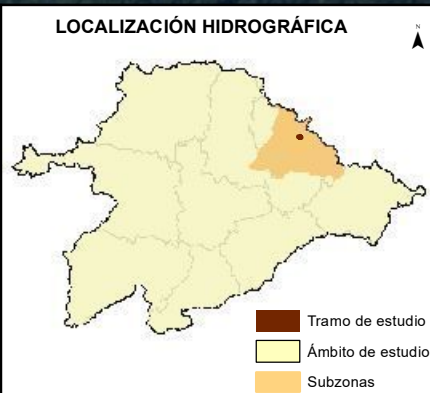 LOCALIZACIÓN HIDROGRÁFICA
N
Tramo de estudio
Ámbito de estudio
Subzonas